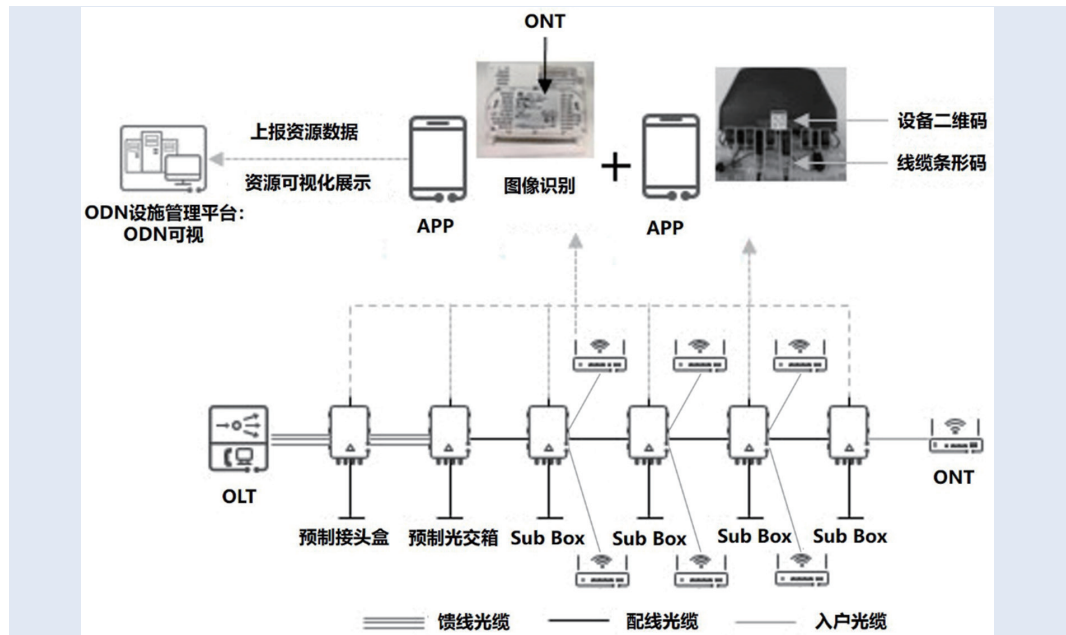 ONT
上报资源数据
设备二维码
线缆条形码
资源可视化展示
图像识别
ODN设施管理平台:
ODN可视
APP
APP
OLT
ONT
预制接头盒
预制光交箱
Sub Box
Sub Box
Sub Box
Sub Box
馈线光缆
配线光缆
入户光缆